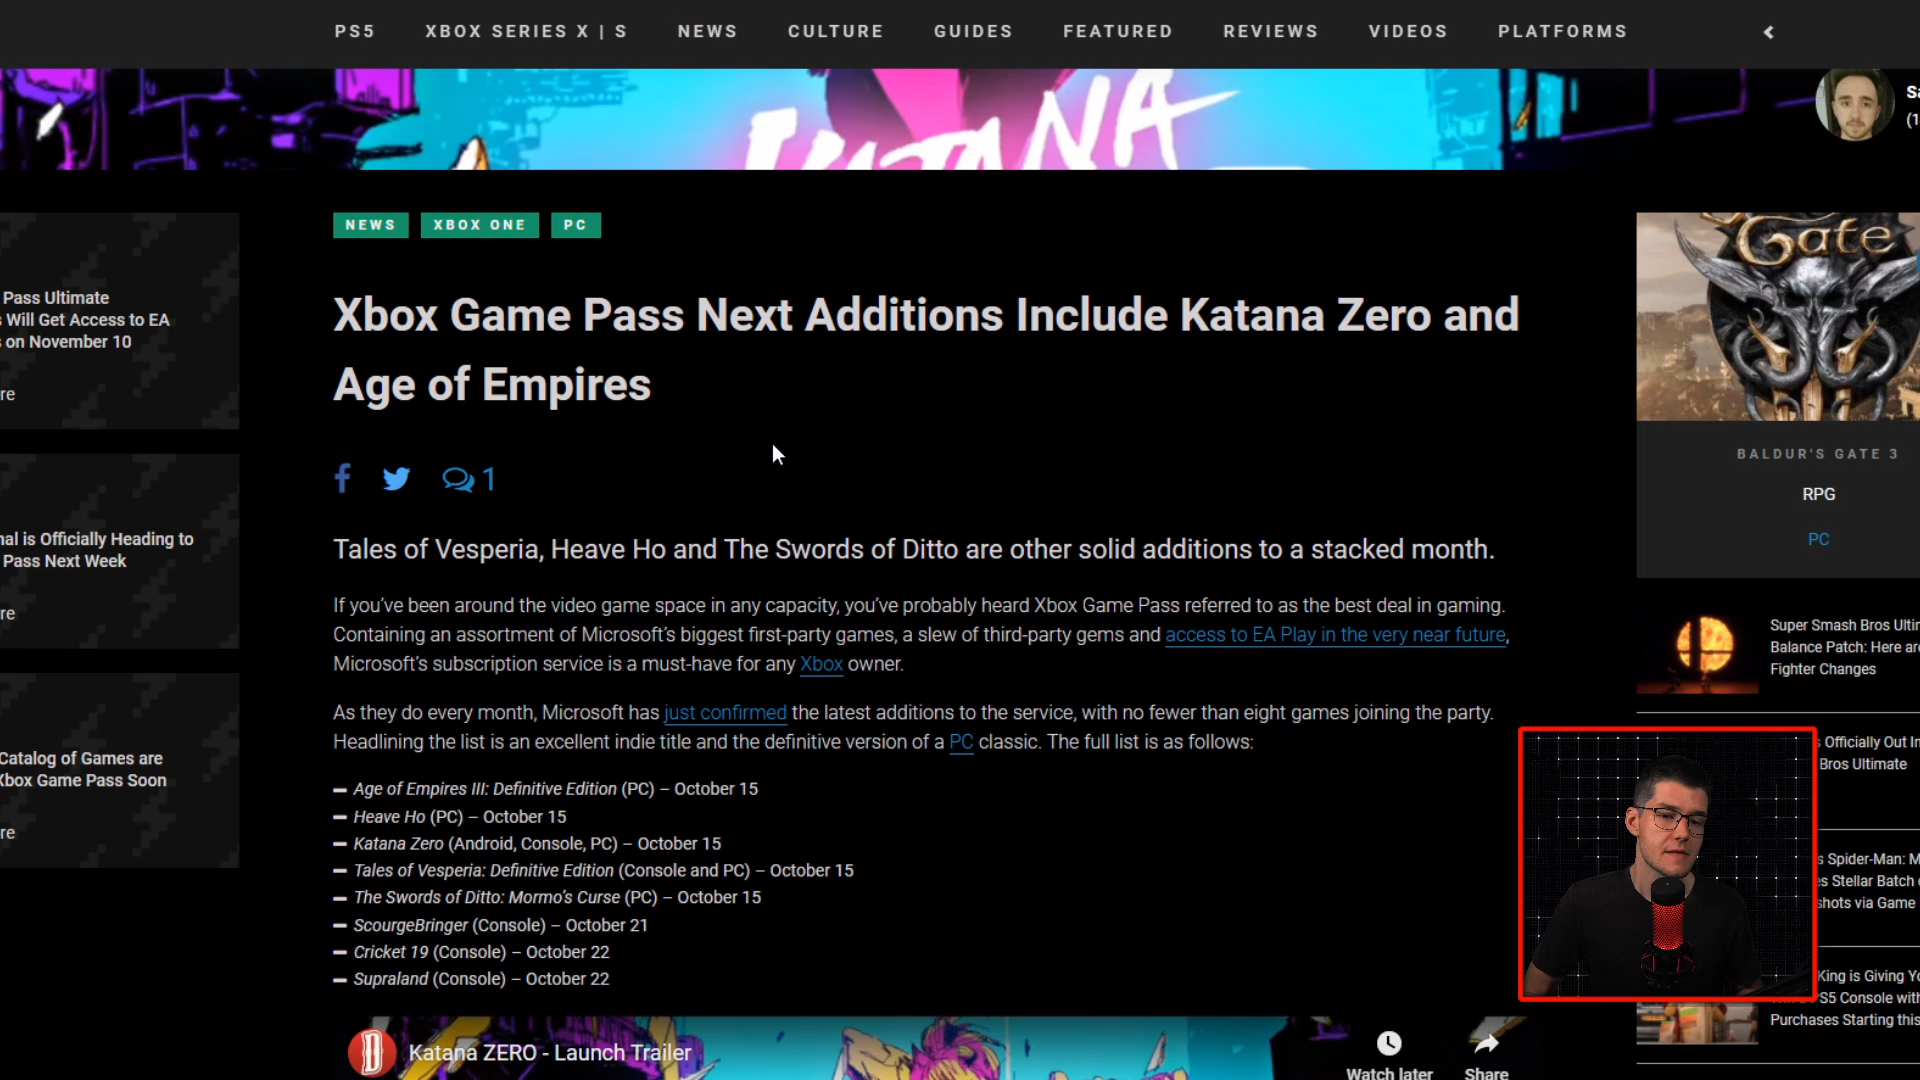 PS5 XBOX SERIES X | S NEWS CULTURE GUIDES FEATURED REVIEWS VIDEOS PLATFORMS
KATANA
NEWS XBOX ONE PC
Xbox Game Pass Next Additions Include Katana Zero and
Age of Empires
1
Tales of Vesperia, Heave Ho and The Swords of Ditto are other solid additions to a stacked month.
If you've been around the video game space in any capacity, you've probably heard Xbox Game Pass referred to as the best deal in gaming.
Containing an assortment of Microsoft's biggest first-party games, a slew of third-party gems and access to EA Play in the very near future,
Microsoft's subscription service is a must-have for any Xbox owner.
As they do every month, Microsoft has just confirmed the latest additions to the service, with no fewer than eight games joining the party.
Headlining the list is an excellent indie title and the definitive version of a PC classic. The full list is as follows:
– Age of Empires III: Definitive Edition (PC) – October 15
– Heave Ho (PC) – October 15
– Katana Zero (Android, Console, PC) – October 15
– Tales of Vesperia: Definitive Edition (Console and PC) – October 15
– The Swords of Ditto: Mormo's Curse (PC) – October 15
– ScourgeBringer (Console) – October 21
– Cricket 19 (Console) – October 22
– Supraland (Console) – October 22
Katana ZERO - Launch Trailer
Watch later Share
Pass Ultimate
Will Get Access to EA
on November 10
re
nal is Officially Heading to
Pass Next Week
re
Catalog of Games are
Xbox Game Pass Soon
re
Sa
(1
Gate
BALDUR'S GATE 3
RPG
PC
Super Smash Bros Ultim
Balance Patch: Here are
Fighter Changes
s Officially Out In
Bros Ultimate
s Spider-Man: M
es Stellar Batch
shots via Game
King is Giving Yo
PS5 Console with
Purchases Starting this